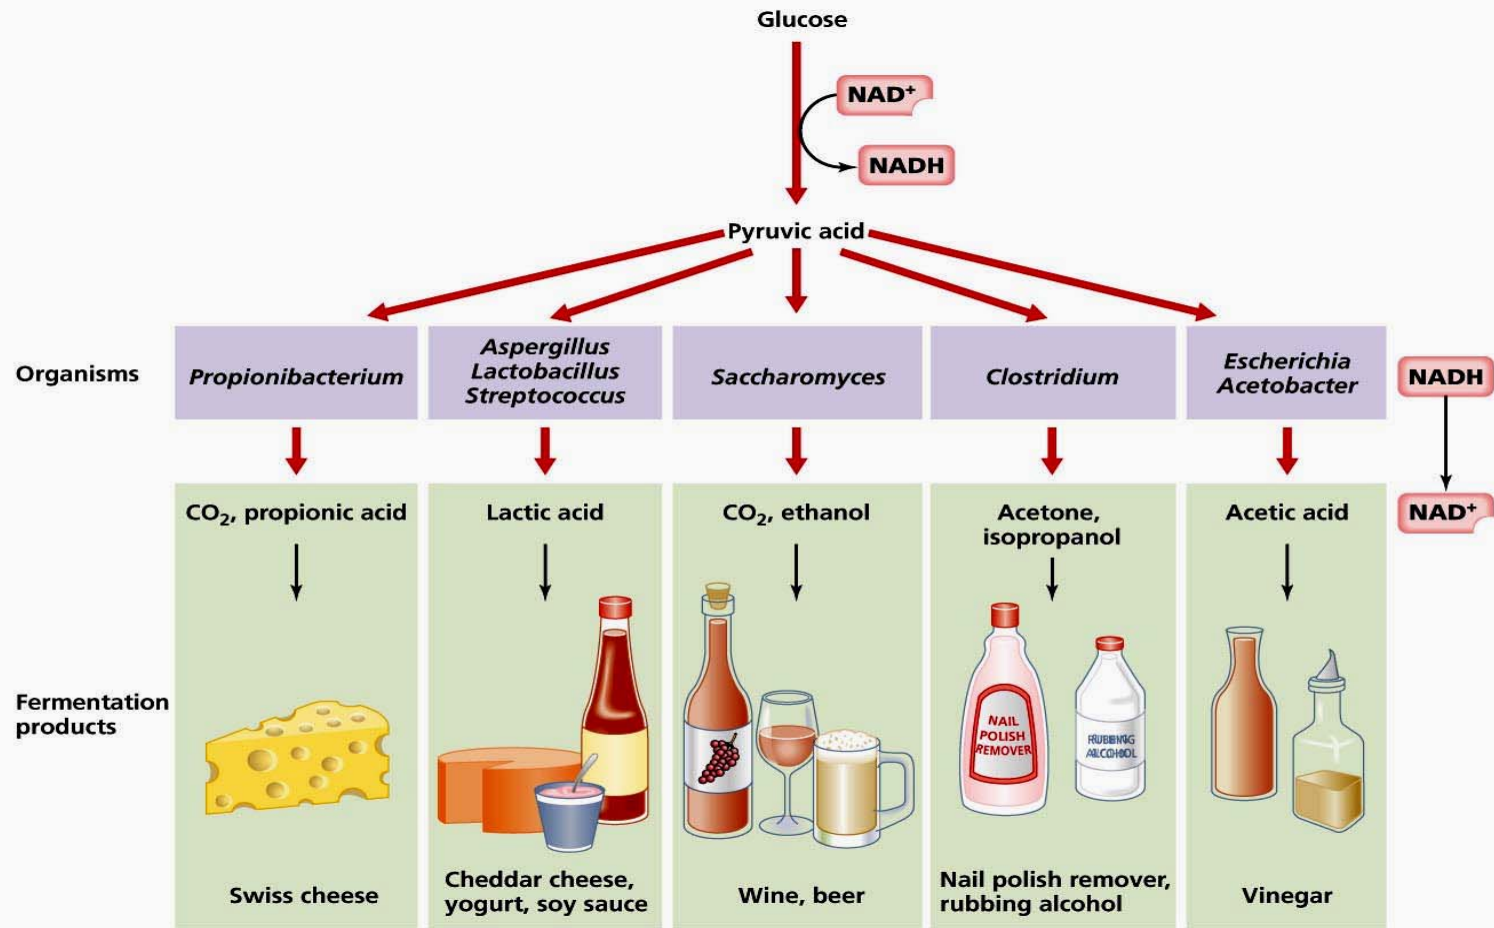 Glucose
NAD⁺
NADH
Pyruvic acid
Organisms
Propionibacterium
Aspergillus
Lactobacillus
Streptococcus
Saccharomyces
Clostridium
Escherichia
Acetobacter
NADH
NAD⁺
CO₂, propionic acid
Lactic acid
CO₂, ethanol
Acetone,
isopropanol
Acetic acid
Fermentation
products
NAIL
POLISH
REMOVER
RUBBING
ALCOHOL
Swiss cheese
Cheddar cheese,
yogurt, soy sauce
Wine, beer
Nail polish remover,
rubbing alcohol
Vinegar